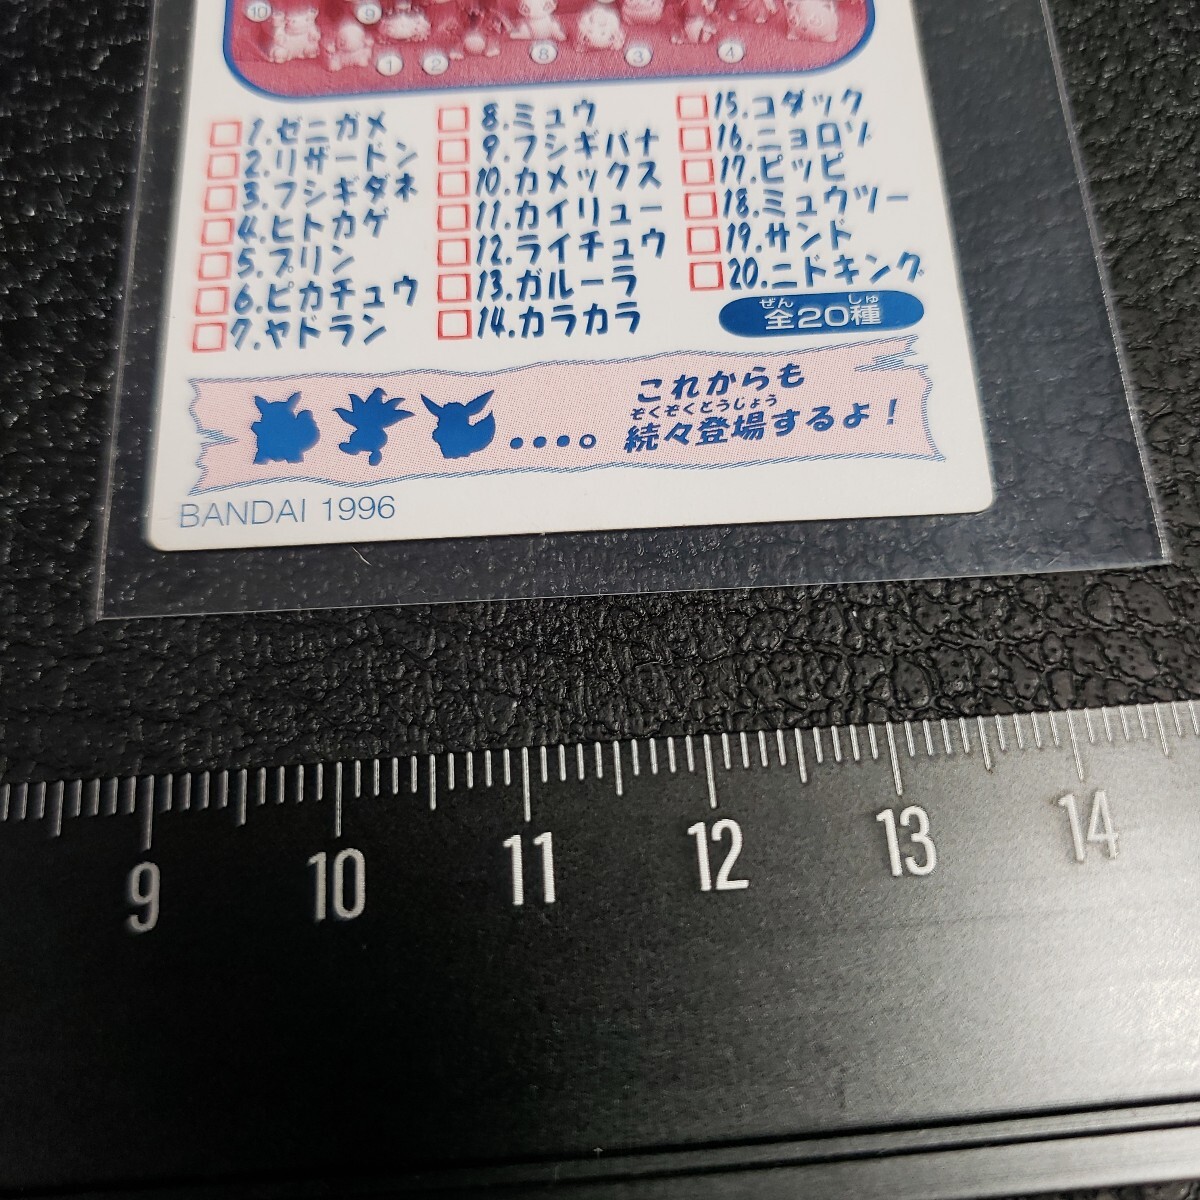 10 9
1 2 8 3 4
1.ゼニガメ
2.リザードン
3.フシギダネ
4.ヒトカゲ
5.プリン
6.ピカチュウ
7.ヤドラン
8.ミュウ
9.フシギバナ
10.カメックス
11.カイリュー
12.ライチュウ
13.ガルーラ
14.カラカラ
15.コダック
16.ニョロゾ
17.ピッピ
18.ミュウツー
19.サンド
20.ニドキング
ぜん しゅ
全20種
これからも
ぞくぞくとうじょう
....。続々登場するよ!
BANDAI 1996
9 10 11 12 13 14